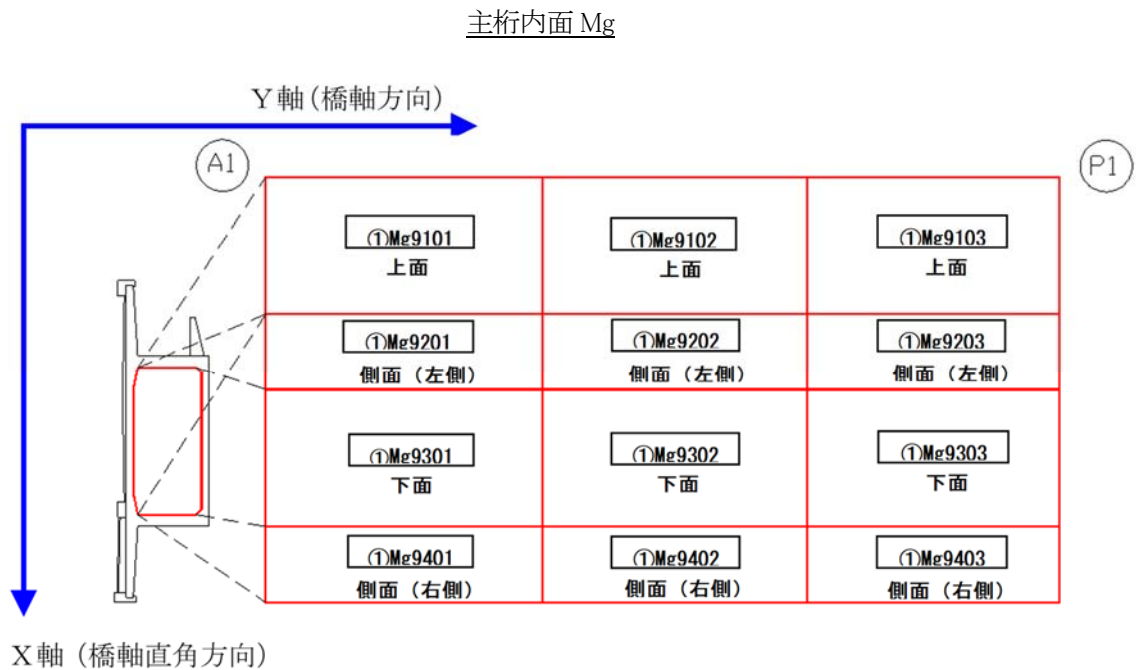 主桁内面 Mg
Y軸(橋軸方向)
A1
P1
①Mg9101
上面
①Mg9102
上面
①Mg9103
上面
①Mg9201
側面（左側）
①Mg9202
側面（左側）
①Mg9203
側面（左側）
①Mg9301
下面
①Mg9302
下面
①Mg9303
下面
①Mg9401
側面（右側）
①Mg9402
側面（右側）
①Mg9403
側面（右側）
X軸（橋軸直角方向）